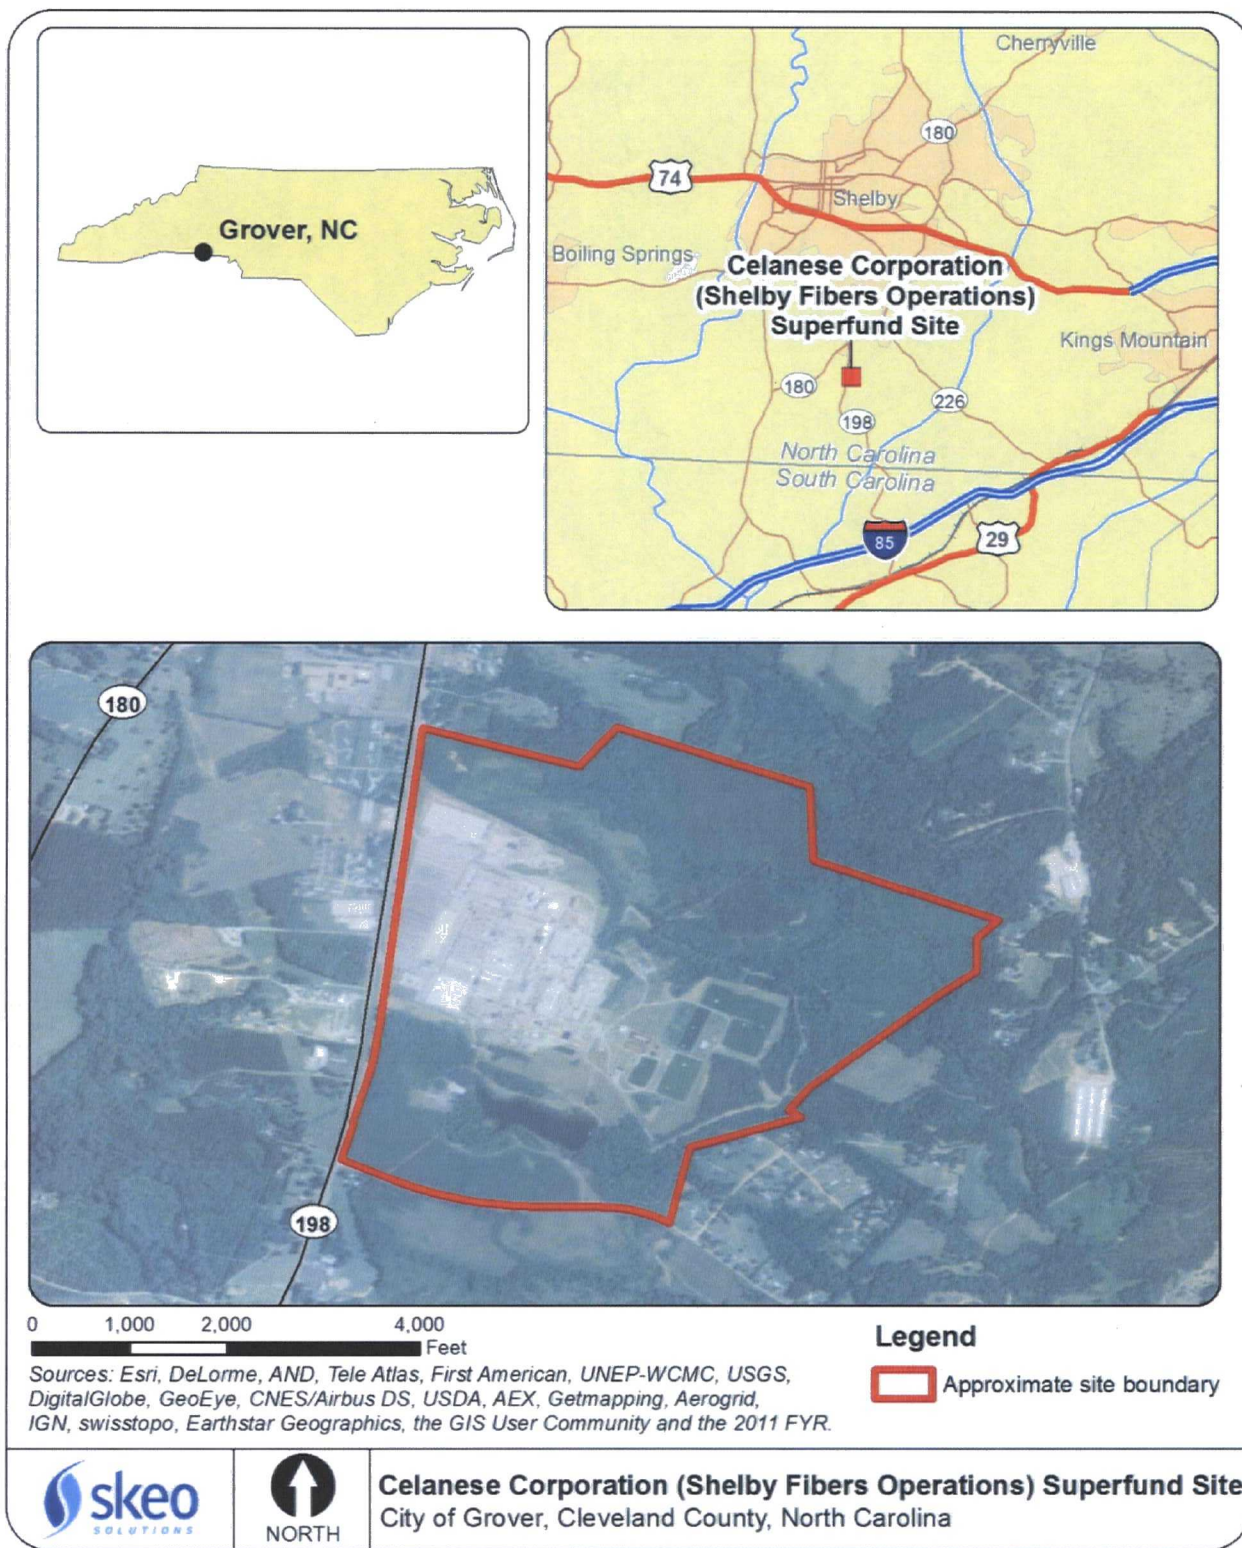 Grover, NC
Cherryville
180
74
Shelby
Boiling Springs
Celanese Corporation
(Shelby Fibers Operations)
Superfund Site
Kings Mountain
180
226
198
North Carolina
South Carolina
85
29
180
198
0 1,000 2,000 4,000
Feet
Legend
Approximate site boundary
Sources: Esri, DeLorme, AND, Tele Atlas, First American, UNEP-WCMC, USGS,
DigitalGlobe, GeoEye, CNES/Airbus DS, USDA, AEX, Getmapping, Aerogrid,
IGN, swisstopo, Earthstar Geographics, the GIS User Community and the 2011 FYR.
skeo
SOLUTIONS
NORTH
Celanese Corporation (Shelby Fibers Operations) Superfund Site
City of Grover, Cleveland County, North Carolina